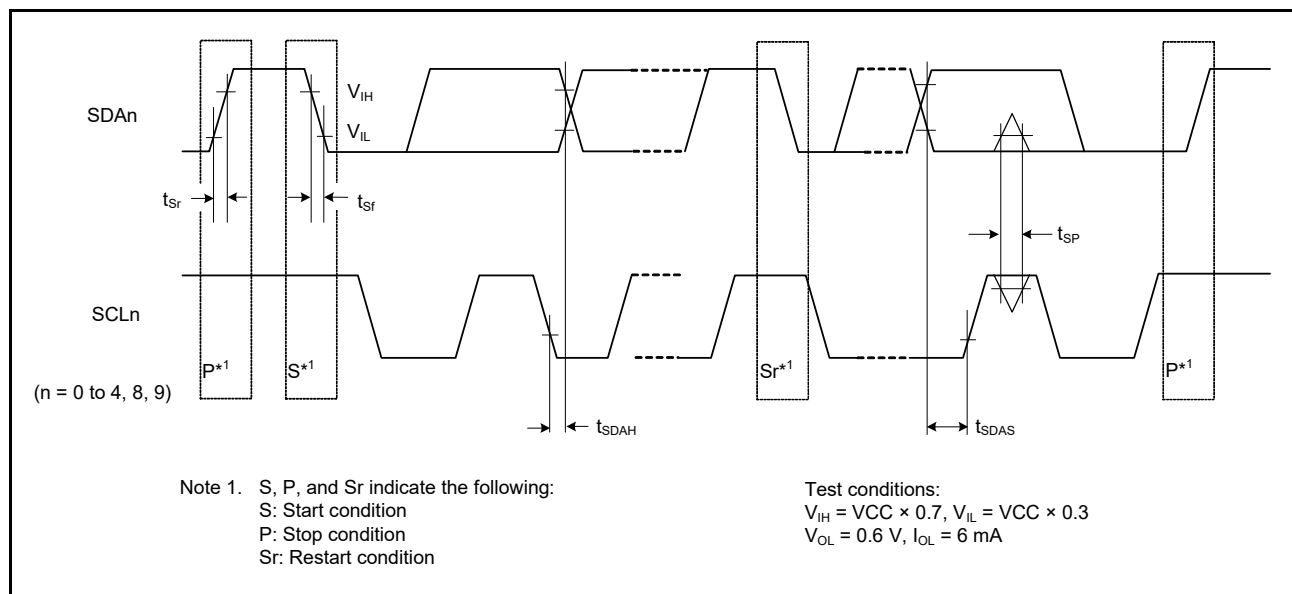 SDAn
V_IH
V_IL
t_Sr
t_Sf
t_SP
SCLn
P*¹
S*¹
Sr*¹
P*¹
(n = 0 to 4, 8, 9)
t_SDAH
t_SDAS
Note 1. S, P, and Sr indicate the following:
S: Start condition
P: Stop condition
Sr: Restart condition
Test conditions:
V_IH = VCC × 0.7, V_IL = VCC × 0.3
V_OL = 0.6 V, I_OL = 6 mA